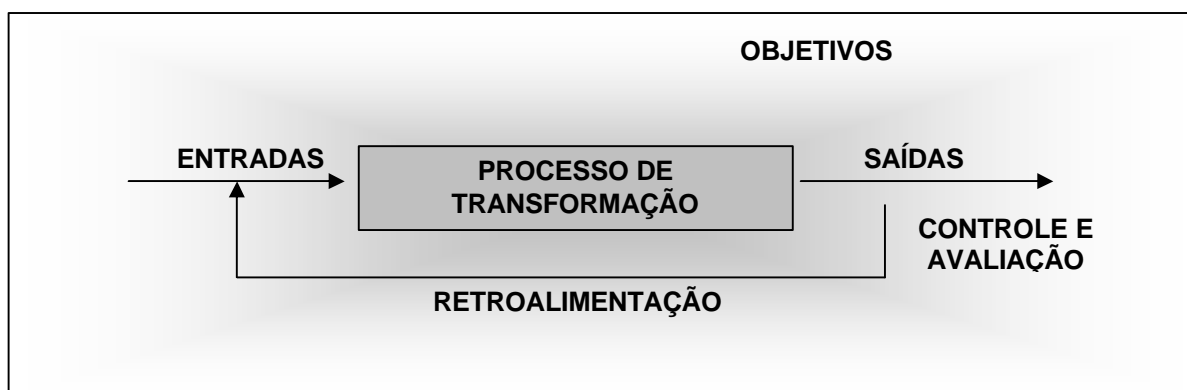 OBJETIVOS
ENTRADAS
PROCESSO DE
TRANSFORMAÇÃO
SAÍDAS
CONTROLE E
AVALIAÇÃO
RETROALIMENTAÇÃO